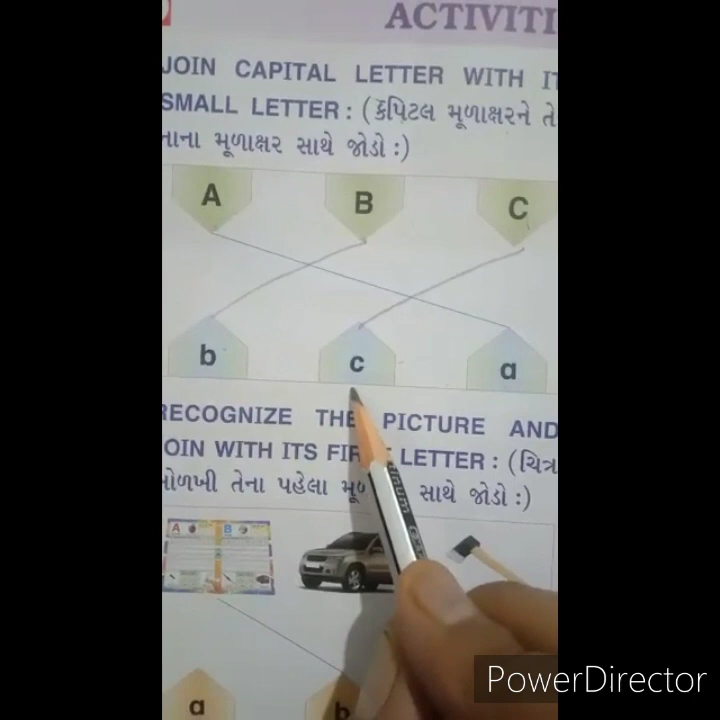 ACTIVITI
JOIN CAPITAL LETTER WITH IT
SMALL LETTER : (કૅપિટલ મૂળાક્ષરને તે
નાના મૂળાક્ષર સાથે જોડો :)
A B C
b c a
RECOGNIZE THE PICTURE AND
JOIN WITH ITS FIR LETTER : (ચિત્ર
ઓળખી તેના પહેલા મૂળ સાથે જોડો :)
A B
a b
PowerDirector